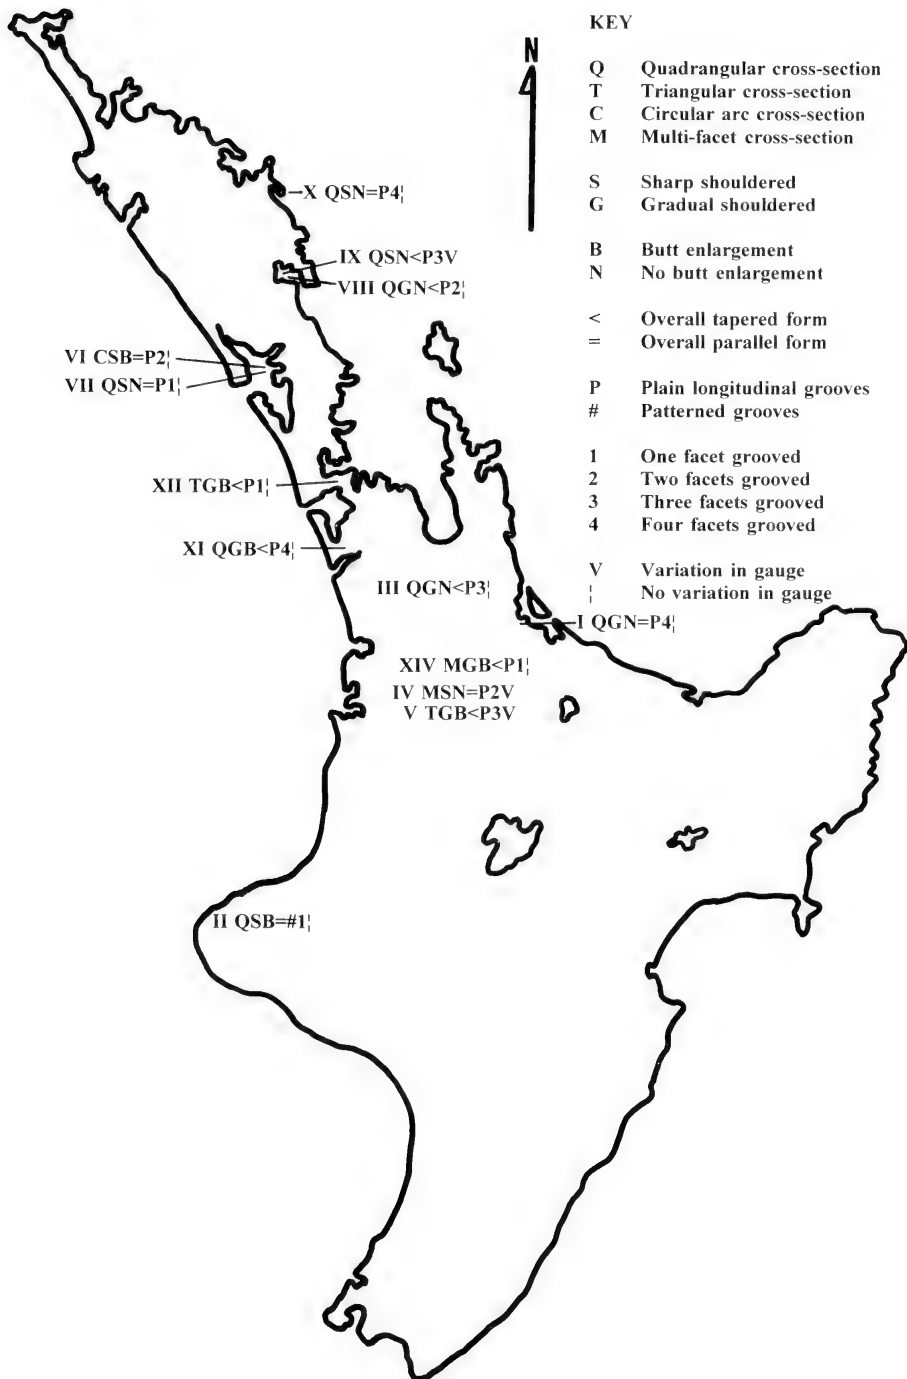 KEY
N
Q Quadrangular cross-section
T Triangular cross-section
C Circular arc cross-section
M Multi-facet cross-section
S Sharp shouldered
G Gradual shouldered
B Butt enlargement
N No butt enlargement
< Overall tapered form
= Overall parallel form
P Plain longitudinal grooves
# Patterned grooves
1 One facet grooved
2 Two facets grooved
3 Three facets grooved
4 Four facets grooved
V Variation in gauge
¦ No variation in gauge
X QSN=P4¦
IX QSN<P3V
VIII QGN<P2¦
VI CSB=P2¦
VII QSN=P1¦
XII TGB<P1¦
XI QGB<P4¦
III QGN<P3¦
I QGN=P4¦
XIV MGB<P1¦
IV MSN=P2V
V TGB<P3V
II QSB=#1¦